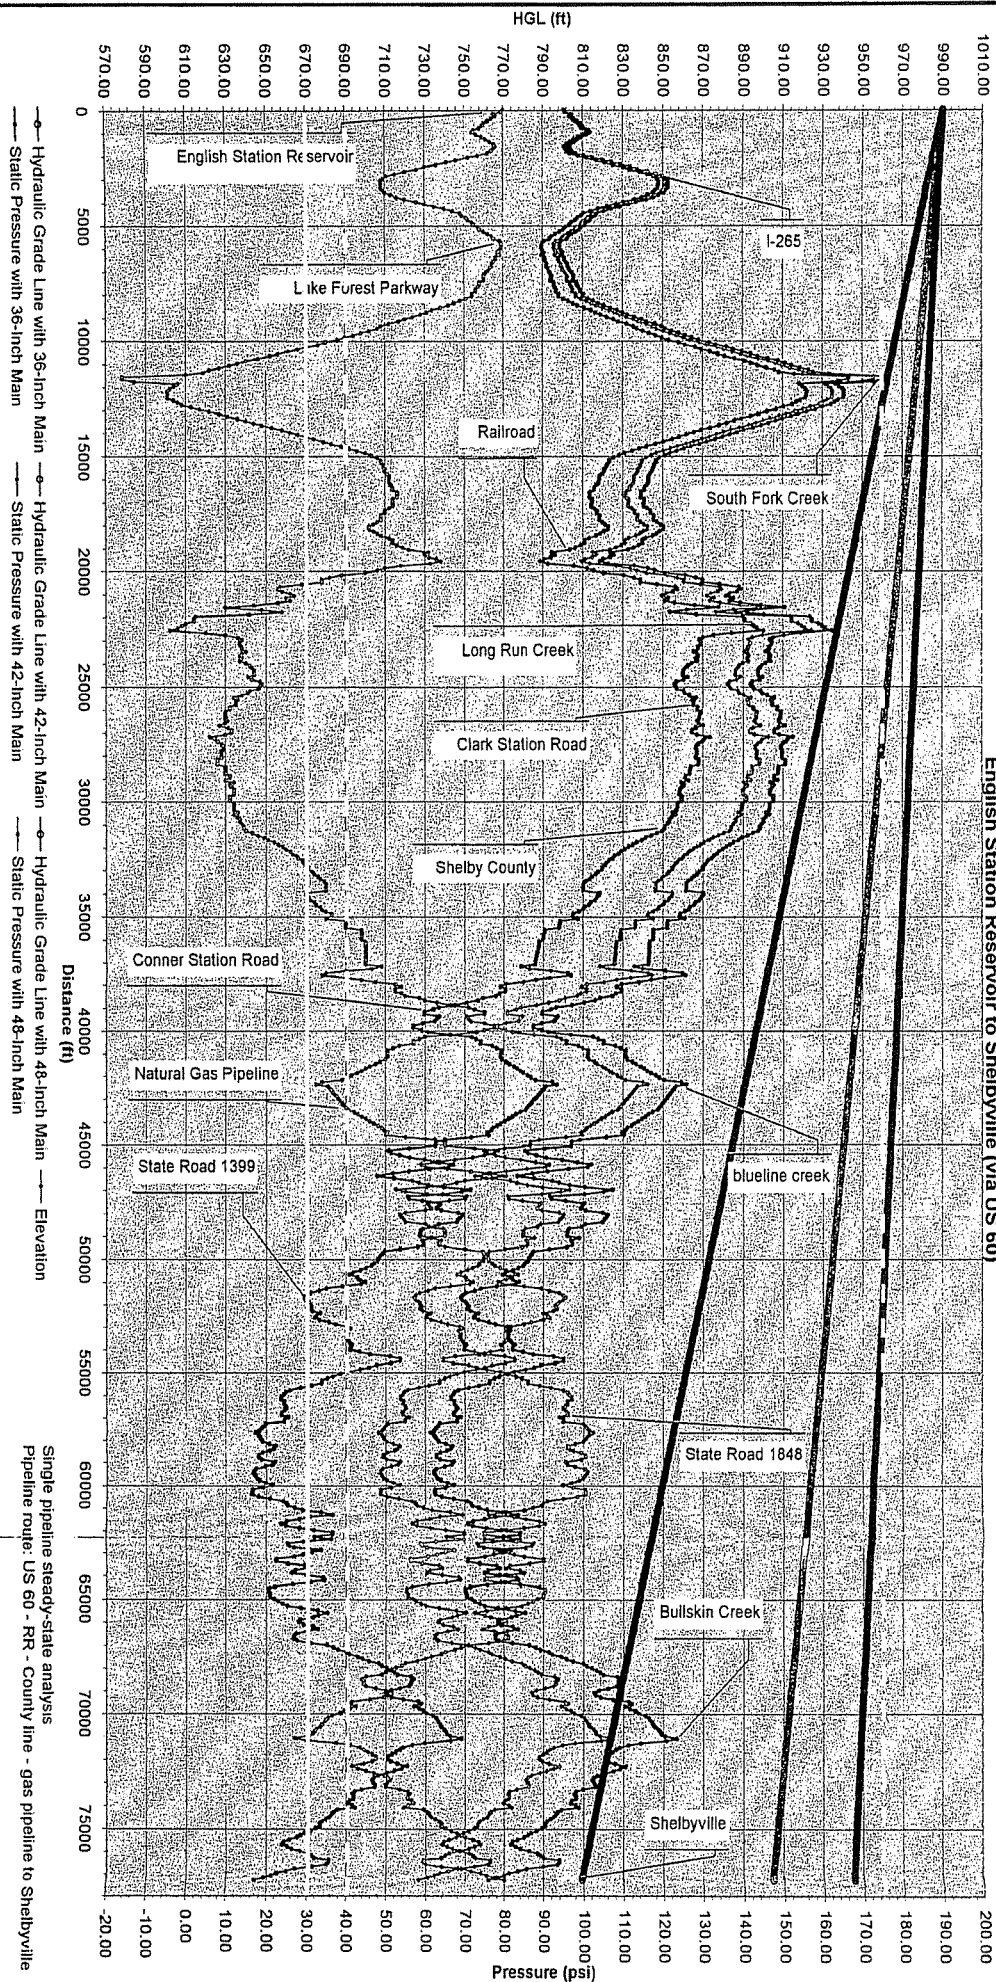 English Station Reservoir to Shelbyville (via US 60)
HGL (ft)
1010.00
990.00
970.00
950.00
930.00
910.00
890.00
870.00
850.00
830.00
810.00
790.00
770.00
750.00
730.00
710.00
690.00
670.00
650.00
630.00
610.00
590.00
570.00
I-265
South Fork Creek
blueline creek
State Road 1848
Bullskin Creek
Shelbyville
Railroad
Long Run Creek
Clark Station Road
Shelby County
English Station Reservoir
Lake Forest Parkway
Conner Station Road
Natural Gas Pipeline
State Road 1399
200.00
190.00
180.00
170.00
160.00
150.00
140.00
130.00
120.00
110.00
100.00
90.00
80.00
70.00
60.00
50.00
40.00
30.00
20.00
10.00
0.00
-10.00
-20.00
Pressure (psi)
0
5000
10000
15000
20000
25000
30000
35000
40000
45000
50000
55000
60000
65000
70000
75000
Distance (ft)
Hydraulic Grade Line with 36-Inch Main
Hydraulic Grade Line with 42-Inch Main
Hydraulic Grade Line with 48-Inch Main
Elevation
Static Pressure with 36-Inch Main
Static Pressure with 42-Inch Main
Static Pressure with 48-Inch Main
Single pipeline steady-state analysis
Pipeline route: US 60 - RR - County line - gas pipeline to Shelbyville